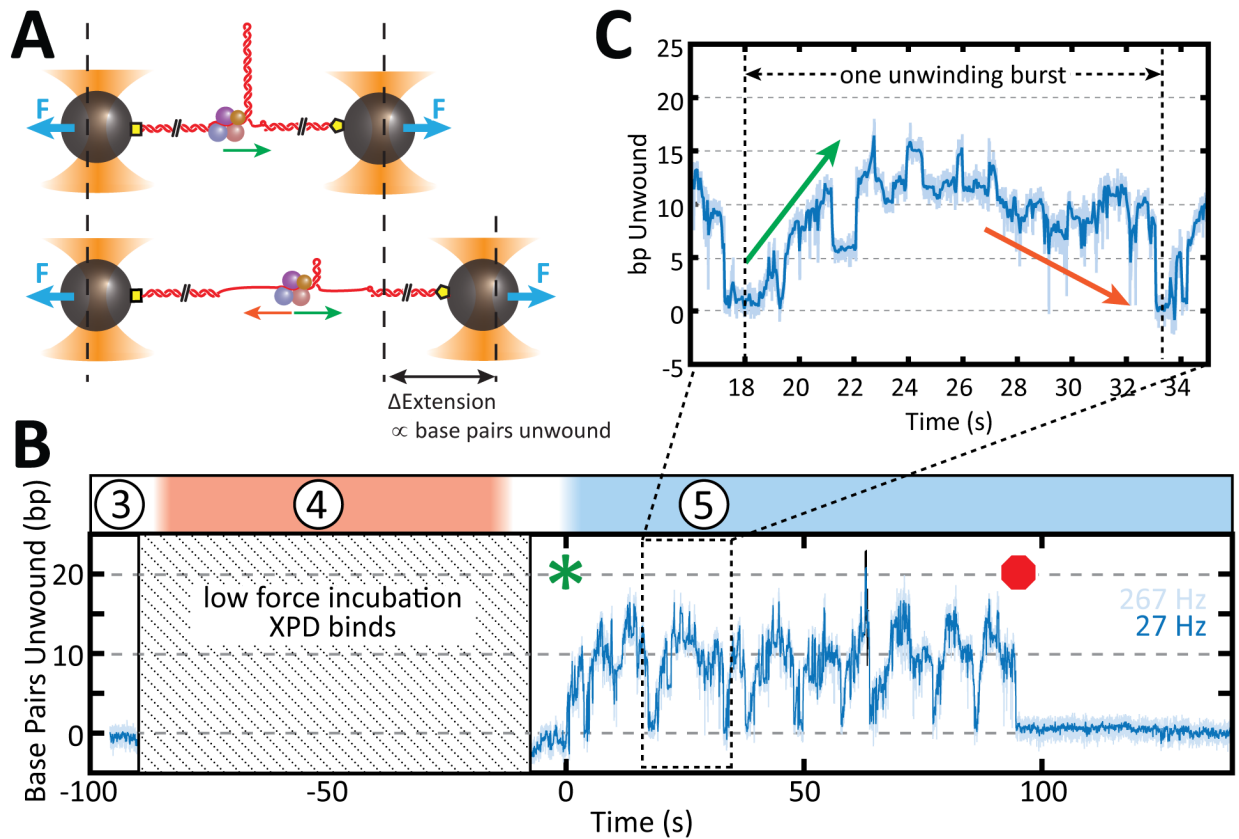 A
F
F
F
F
ΔExtension
∝ base pairs unwound
C
bp Unwound
25
20
15
10
5
0
-5
one unwinding burst
18
20
22
24
26
28
30
32
34
Time (s)
B
Base Pairs Unwound (bp)
3
4
5
20
10
0
low force incubation
XPD binds
267 Hz
27 Hz
-100
-50
0
50
100
Time (s)